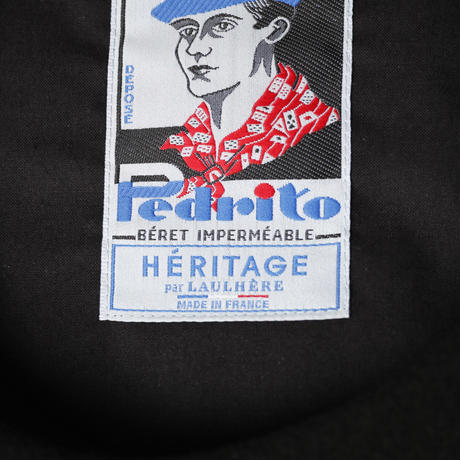 DÉPOSÉ
Pedrito
BÉRET IMPERMÉABLE
HÉRITAGE
par LAULHÈRE
MADE IN FRANCE